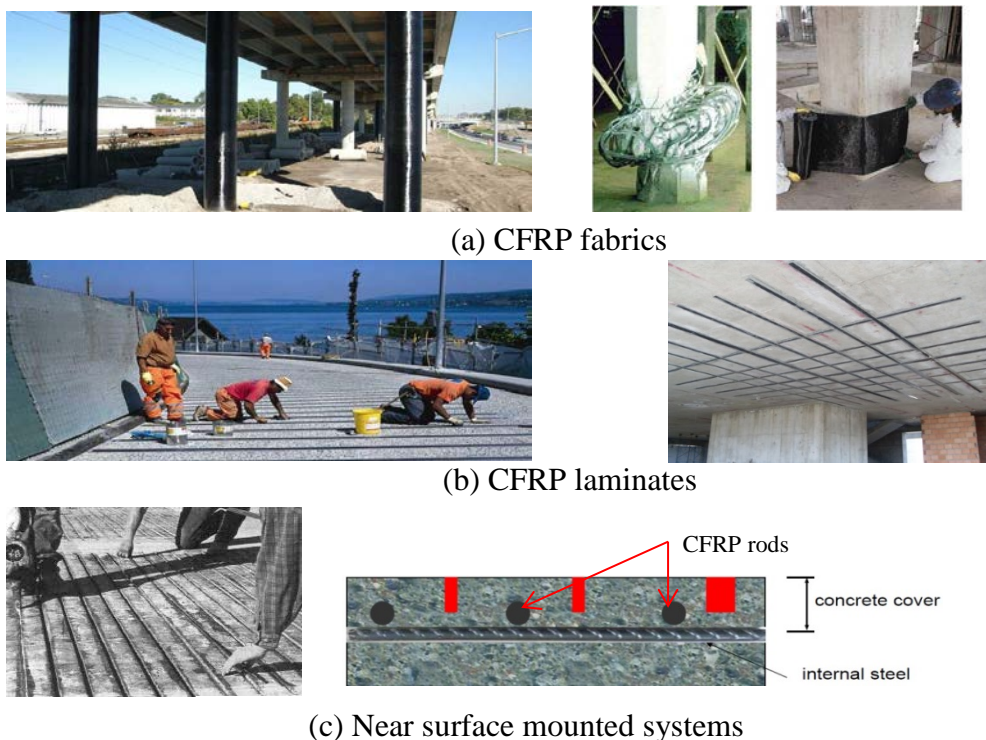 (a) CFRP fabrics
(b) CFRP laminates
CFRP rods
concrete cover
internal steel
(c) Near surface mounted systems